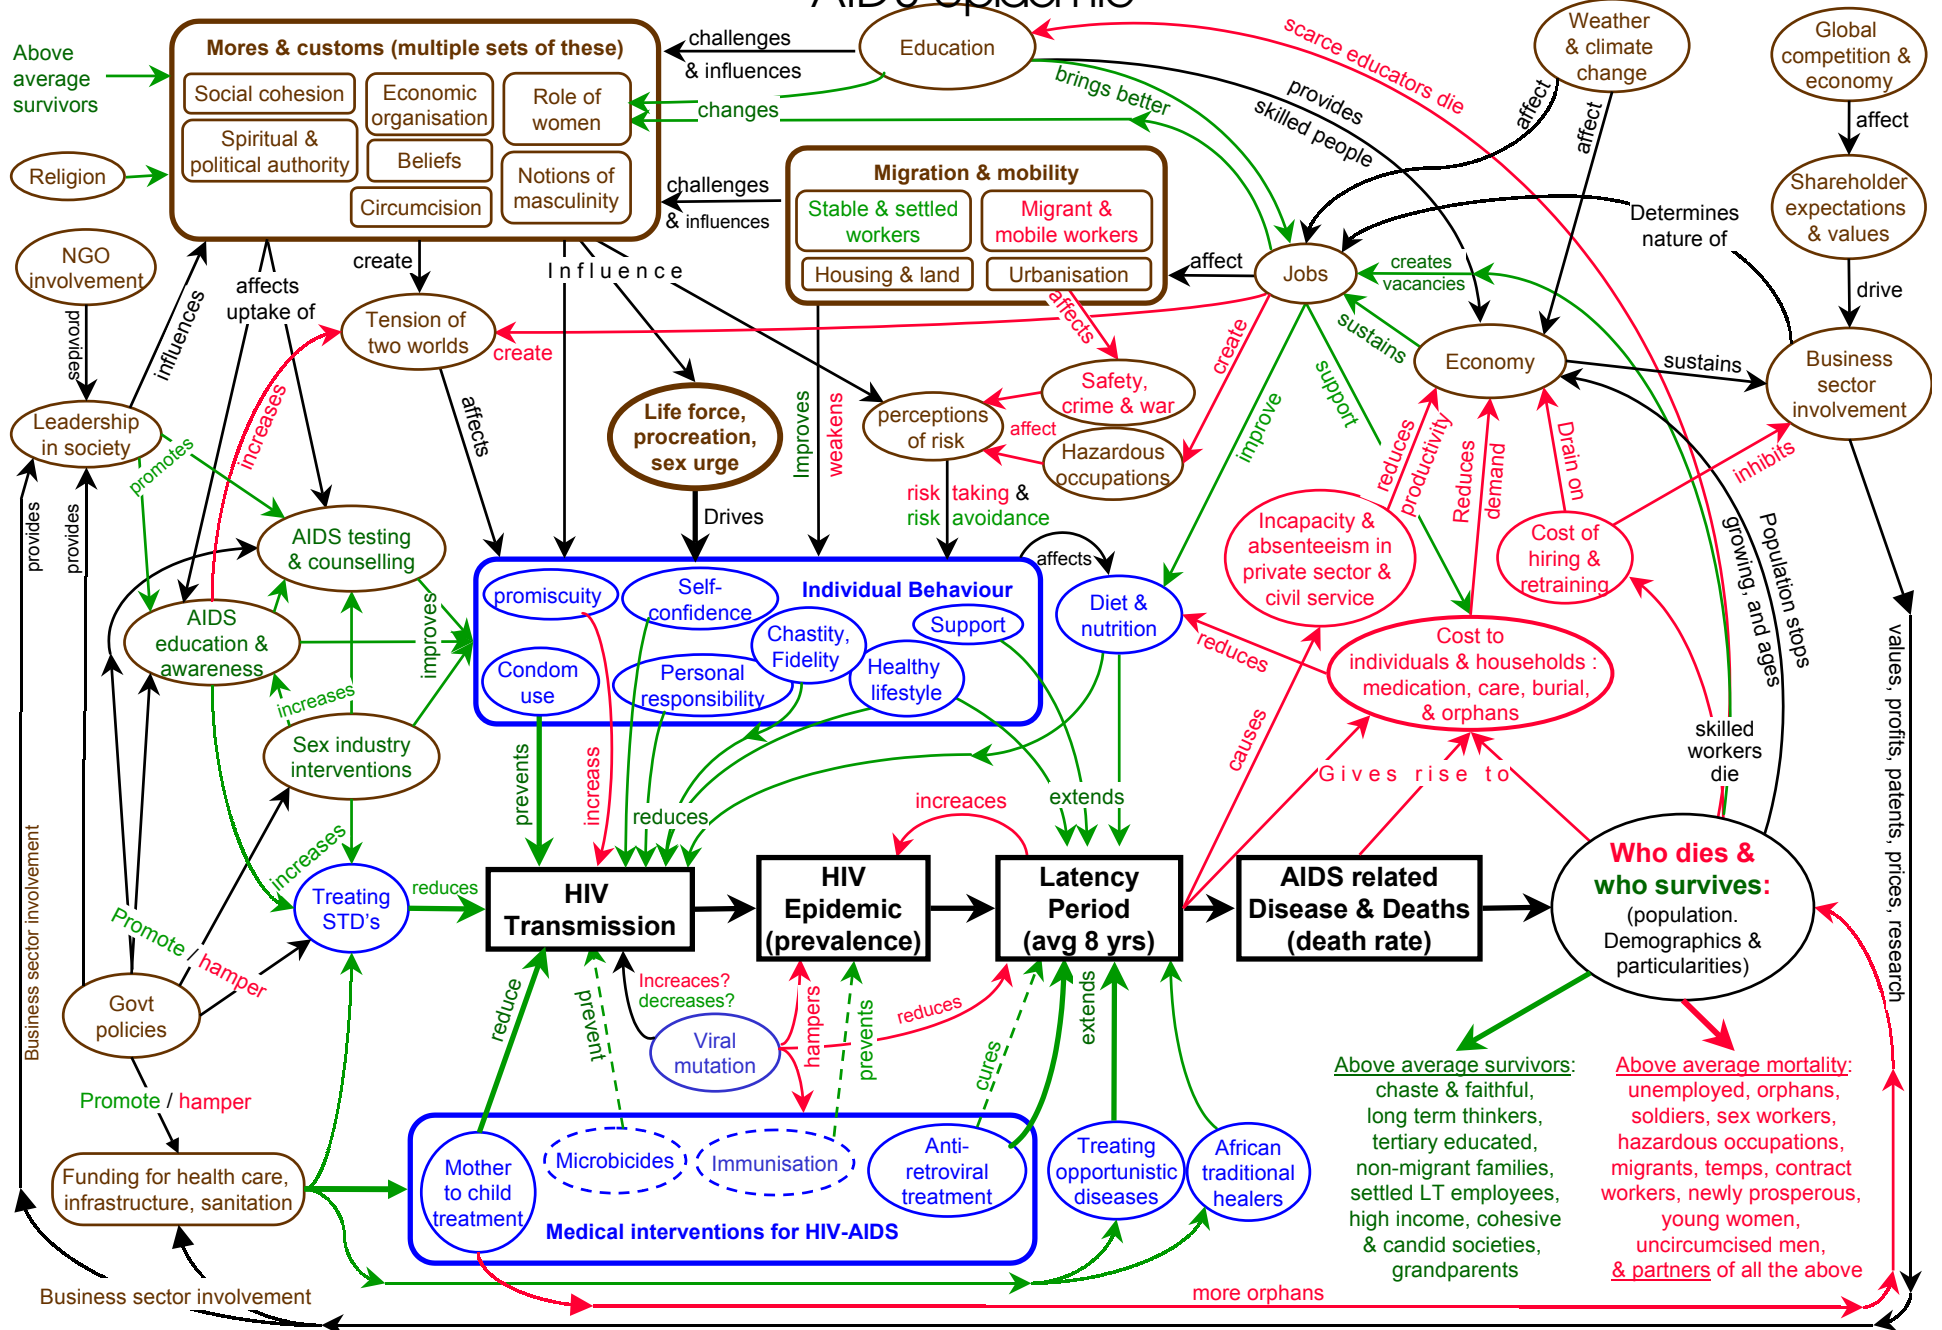 AIDS epidemic
Above
average
survivors
Mores & customs (multiple sets of these)
Social cohesion
Economic
organisation
Role of
women
Spiritual &
political authority
Beliefs
Notions of
masculinity
Circumcision
Religion
challenges
& influences
Education
changes
brings better
provides
skilled people
scarce educators die
Weather
& climate
change
affect
affect
Global
competition &
economy
affect
Shareholder
expectations
& values
drive
Determines
nature of
Migration & mobility
Stable & settled
workers
Migrant &
mobile workers
Housing & land
Urbanisation
challenges
& influences
affect
Jobs
creates
vacancies
NGO
involvement
provides
influences
affects
uptake of
create
Influence
Tension of
two worlds
create
affects
Safety,
crime & war
create
sustains
Economy
sustains
Business
sector
involvement
Leadership
in society
promotes
increases
affects
Life force,
procreation,
sex urge
Improves
weakens
perceptions
of risk
affect
Hazardous
occupations
improve
support
reduces
productivity
Reduces
demand
Drain on
inhibits
Drives
risk taking &
risk avoidance
affects
provides
provides
AIDS testing
& counselling
Incapacity &
absenteeism in
private sector &
civil service
Cost of
hiring &
retraining
Population stops
growing, and ages
AIDS
education &
awareness
improves
Individual Behaviour
promiscuity
Self-
confidence
Chastity,
Fidelity
Support
Condom
use
Personal
responsibility
Healthy
lifestyle
Diet &
nutrition
reduces
Cost to
individuals & households :
medication, care, burial,
& orphans
increases
Sex industry
interventions
prevents
increass
reduces
increaces
extends
causes
Gives rise to
skilled
workers
die
values, profits, patents, prices, research
Business sector involvement
increases
Treating
STD's
reduces
HIV
Transmission
HIV
Epidemic
(prevalence)
Latency
Period
(avg 8 yrs)
AIDS related
Disease & Deaths
(death rate)
Who dies &
who survives:
(population.
Demographics &
particularities)
Promote / hamper
Govt
policies
reduce
prevent
Increaces?
decreases?
Viral
mutation
hampers
prevents
reduces
cures
extends
Promote / hamper
Funding for health care,
infrastructure, sanitation
Mother
to child
treatment
Microbicides
Immunisation
Anti-
retroviral
treatment
Medical interventions for HIV-AIDS
Treating
opportunistic
diseases
African
traditional
healers
Above average survivors:
chaste & faithful,
long term thinkers,
tertiary educated,
non-migrant families,
settled LT employees,
high income, cohesive
& candid societies,
grandparents
Above average mortality:
unemployed, orphans,
soldiers, sex workers,
hazardous occupations,
migrants, temps, contract
workers, newly prosperous,
young women,
uncircumcised men,
& partners of all the above
Business sector involvement
more orphans